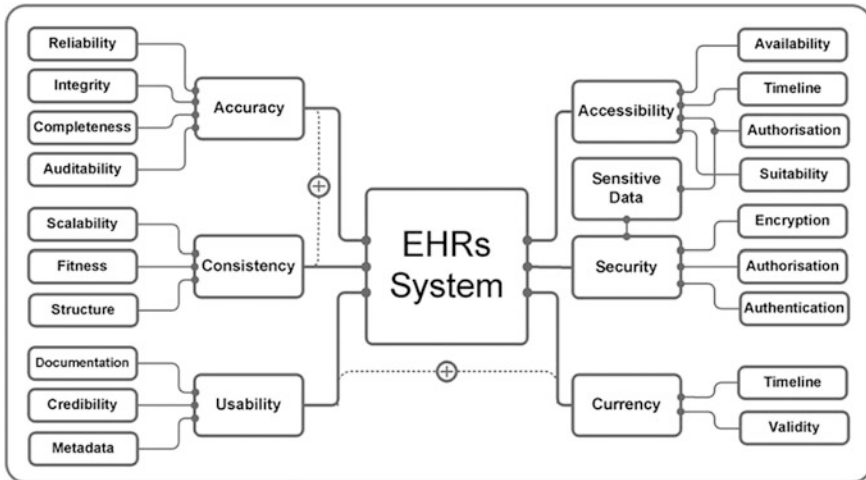 Reliability
Integrity
Completeness
Auditability
Accuracy
Scalability
Fitness
Structure
Consistency
Documentation
Credibility
Metadata
Usability
EHRs
System
Accessibility
Availability
Timeline
Authorisation
Suitability
Sensitive
Data
Security
Encryption
Authorisation
Authentication
Currency
Timeline
Validity